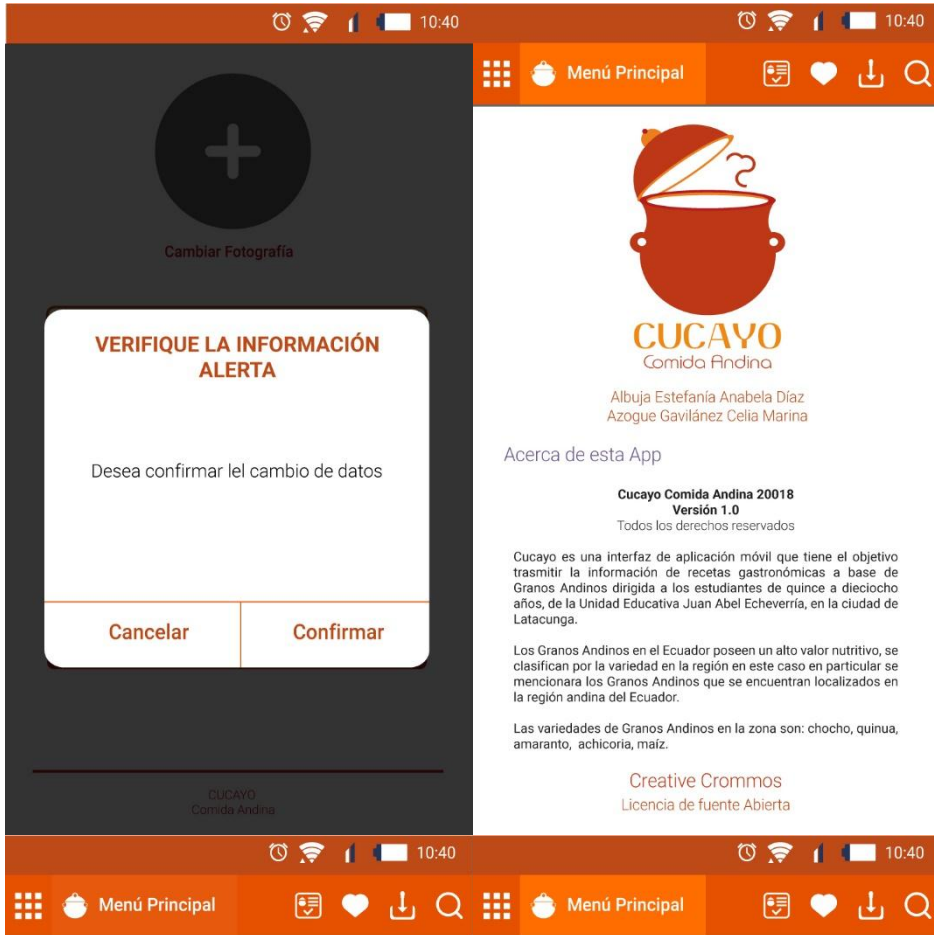 10:40
Cambiar Fotografía
VERIFIQUE LA INFORMACIÓN
ALERTA
Desea confirmar lel cambio de datos
Cancelar
Confirmar
CUCAYO
Comida Andina
10:40
Menú Principal
CUCAYO
Comida Andina
Albuja Estefanía Anabela Díaz
Azogue Gavilánez Celia Marina
Acerca de esta App
Cucayo Comida Andina 20018
Versión 1.0
Todos los derechos reservados
Cucayo es una interfaz de aplicación móvil que tiene el objetivo
trasmitir la información de recetas gastronómicas a base de
Granos Andinos dirigida a los estudiantes de quince a dieciocho
años, de la Unidad Educativa Juan Abel Echeverría, en la ciudad de
Latacunga.
Los Granos Andinos en el Ecuador poseen un alto valor nutritivo, se
clasifican por la variedad en la región en este caso en particular se
mencionara los Granos Andinos que se encuentran localizados en
la región andina del Ecuador.
Las variedades de Granos Andinos en la zona son: chocho, quinua,
amaranto, achicoria, maíz.
Creative Crommos
Licencia de fuente Abierta
10:40
Menú Principal
10:40
Menú Principal